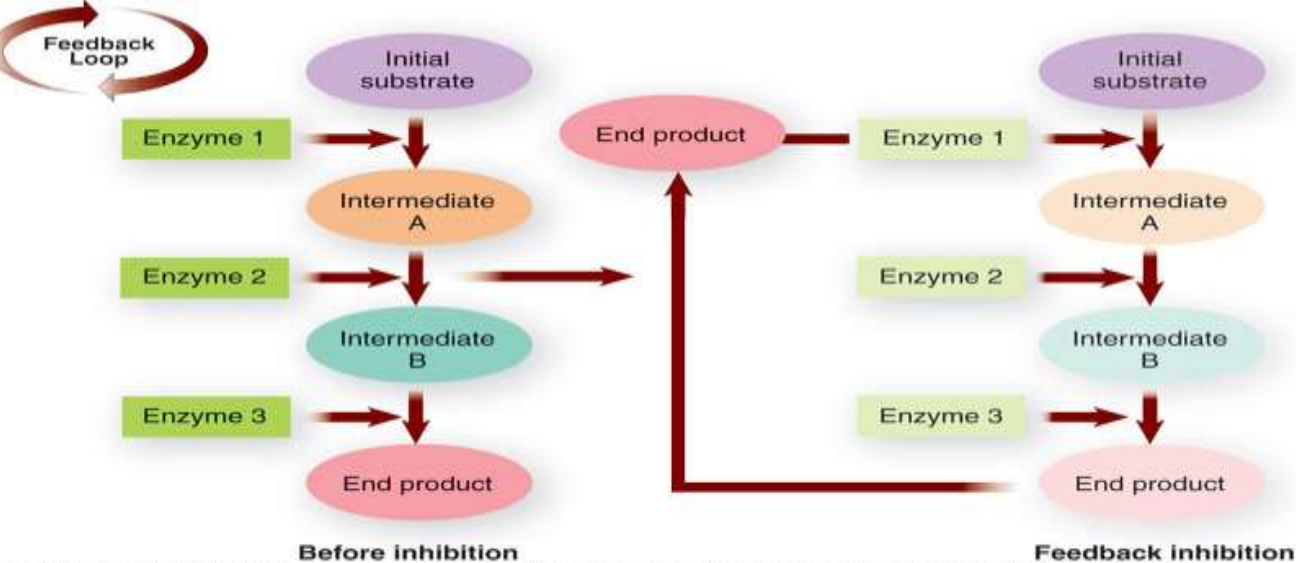 Feedback
Loop
Initial
substrate
Enzyme 1
Intermediate
A
Enzyme 2
Intermediate
B
Enzyme 3
End product
Before inhibition
End product
Initial
substrate
Enzyme 1
Intermediate
A
Enzyme 2
Intermediate
B
Enzyme 3
End product
Feedback inhibition